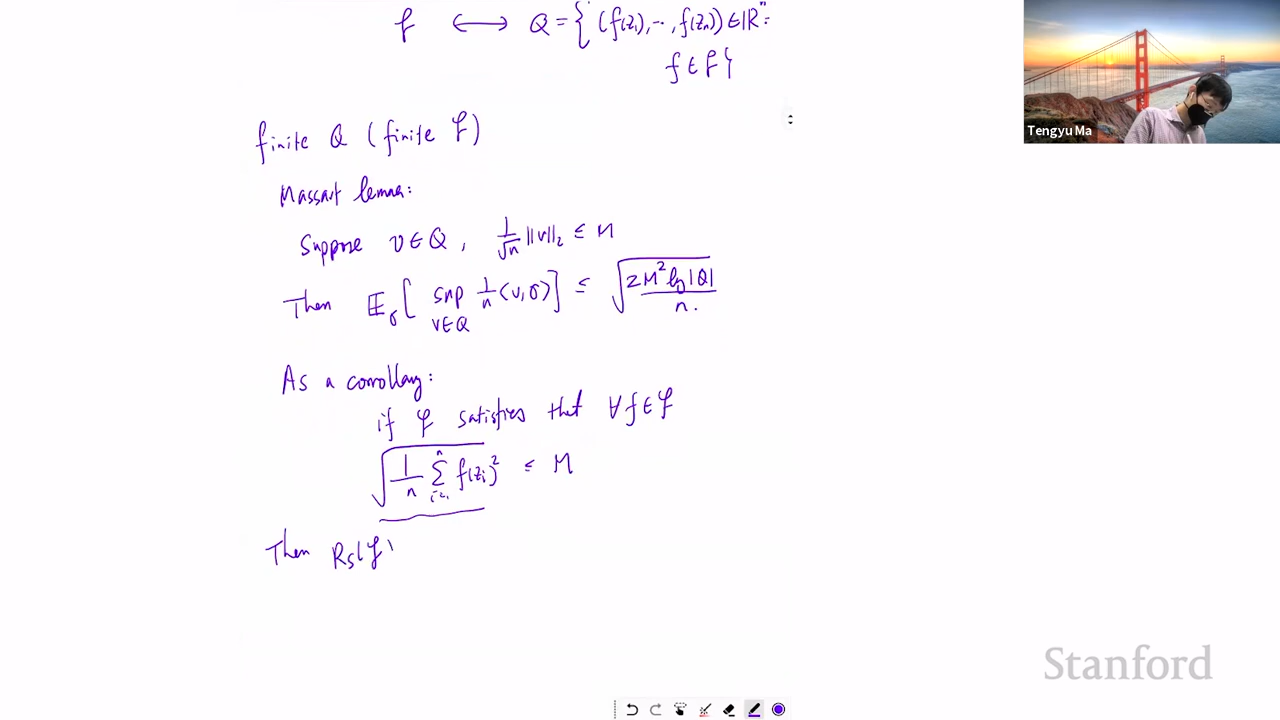 F ⟷ Q = { (f(z₁), ⋯, f(zₙ)) ∈ ℝⁿ :
f ∈ F }
Tengyu Ma
finite Q (finite F)
Massart lemma:
Suppose v ∈ Q, 1/√n ‖v‖₂ ≤ M
Then 𝔼_σ [ sup_{v∈Q} 1/n ⟨v, σ⟩ ] ≤ √(2M² log|Q| / n.)
As a corollary:
if F satisfies that ∀ f ∈ F
√(1/n ∑_{i=1}^n f(zᵢ)²) ≤ M
Then R_S(F)
Stanford